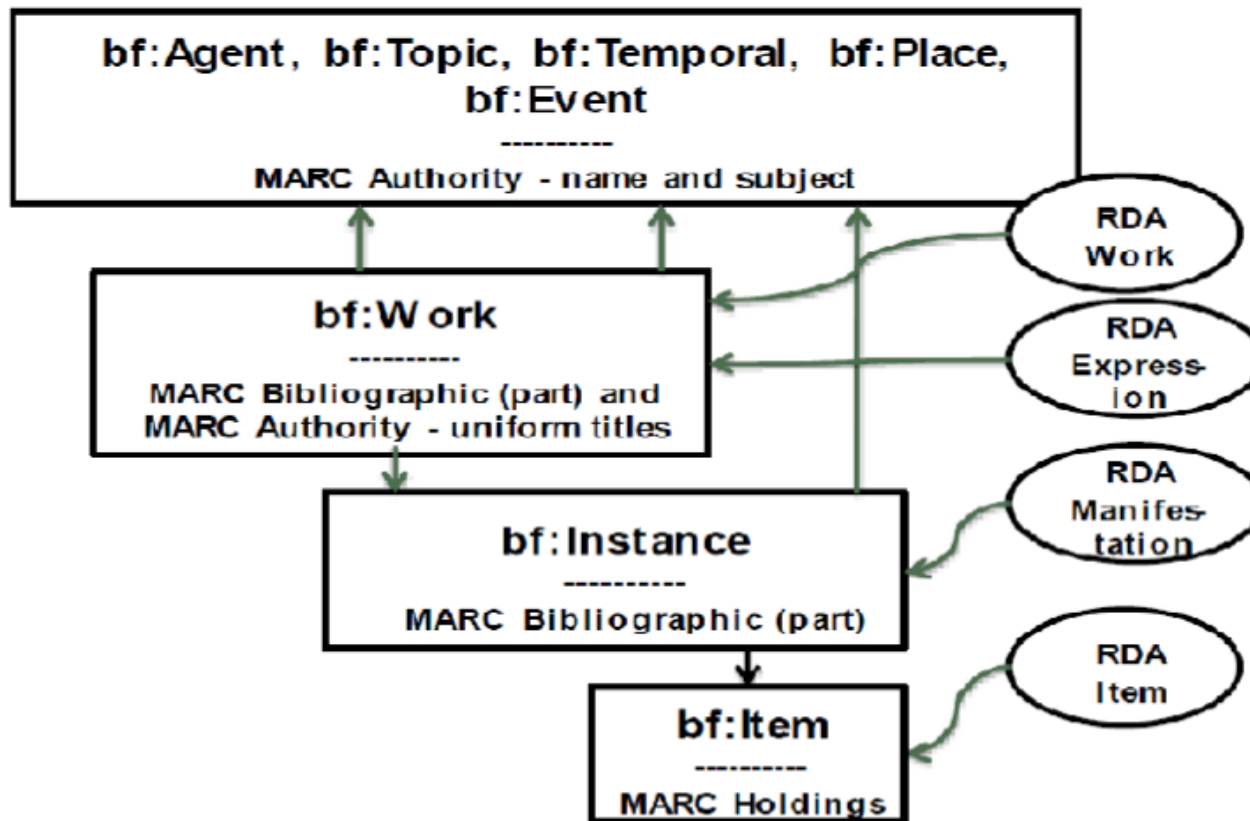 bf:Agent, bf:Topic, bf:Temporal, bf:Place,
bf:Event
----------
MARC Authority - name and subject
RDA
Work
bf:Work
----------
MARC Bibliographic (part) and
MARC Authority - uniform titles
RDA
Express-
ion
bf:Instance
----------
MARC Bibliographic (part)
RDA
Manifes-
tation
bf:Item
----------
MARC Holdings
RDA
Item